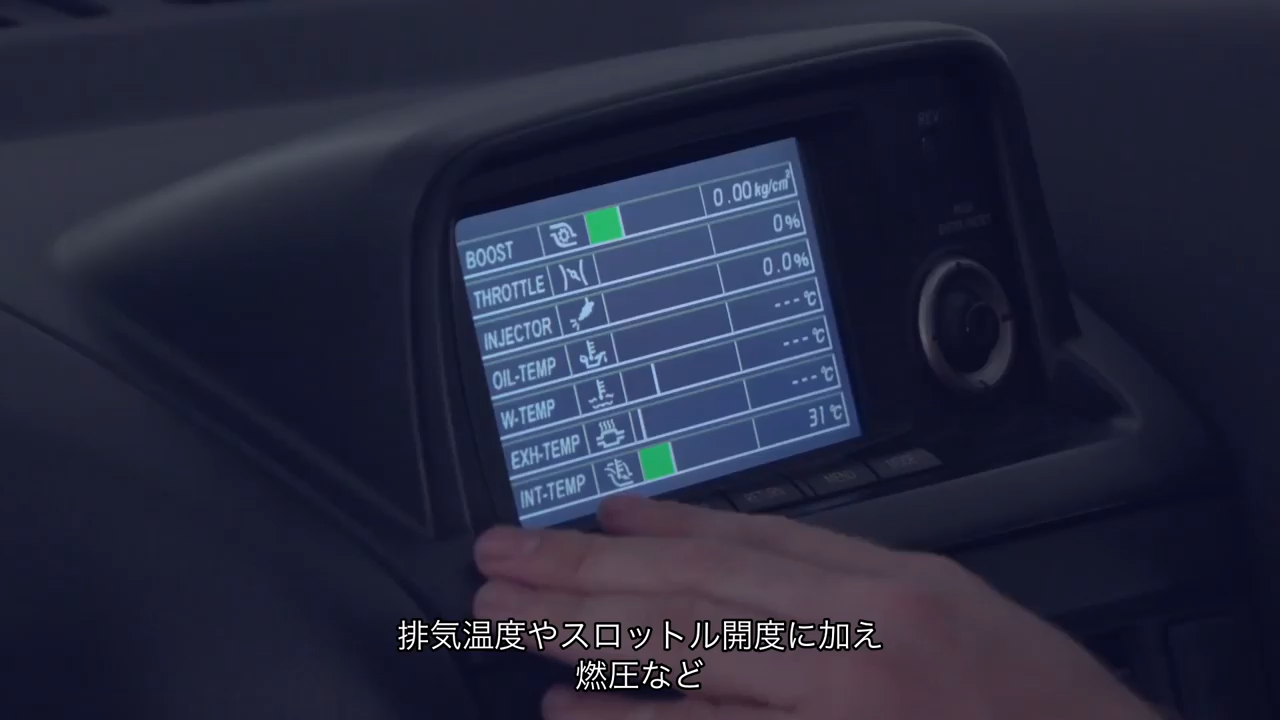 BOOST 0.00kg/cm²
THROTTLE 0%
INJECTOR 0.0%
OIL-TEMP ---℃
W-TEMP ---℃
EXH-TEMP ---℃
INT-TEMP 31℃
MENU
排気温度やスロットル開度に加え
燃圧など